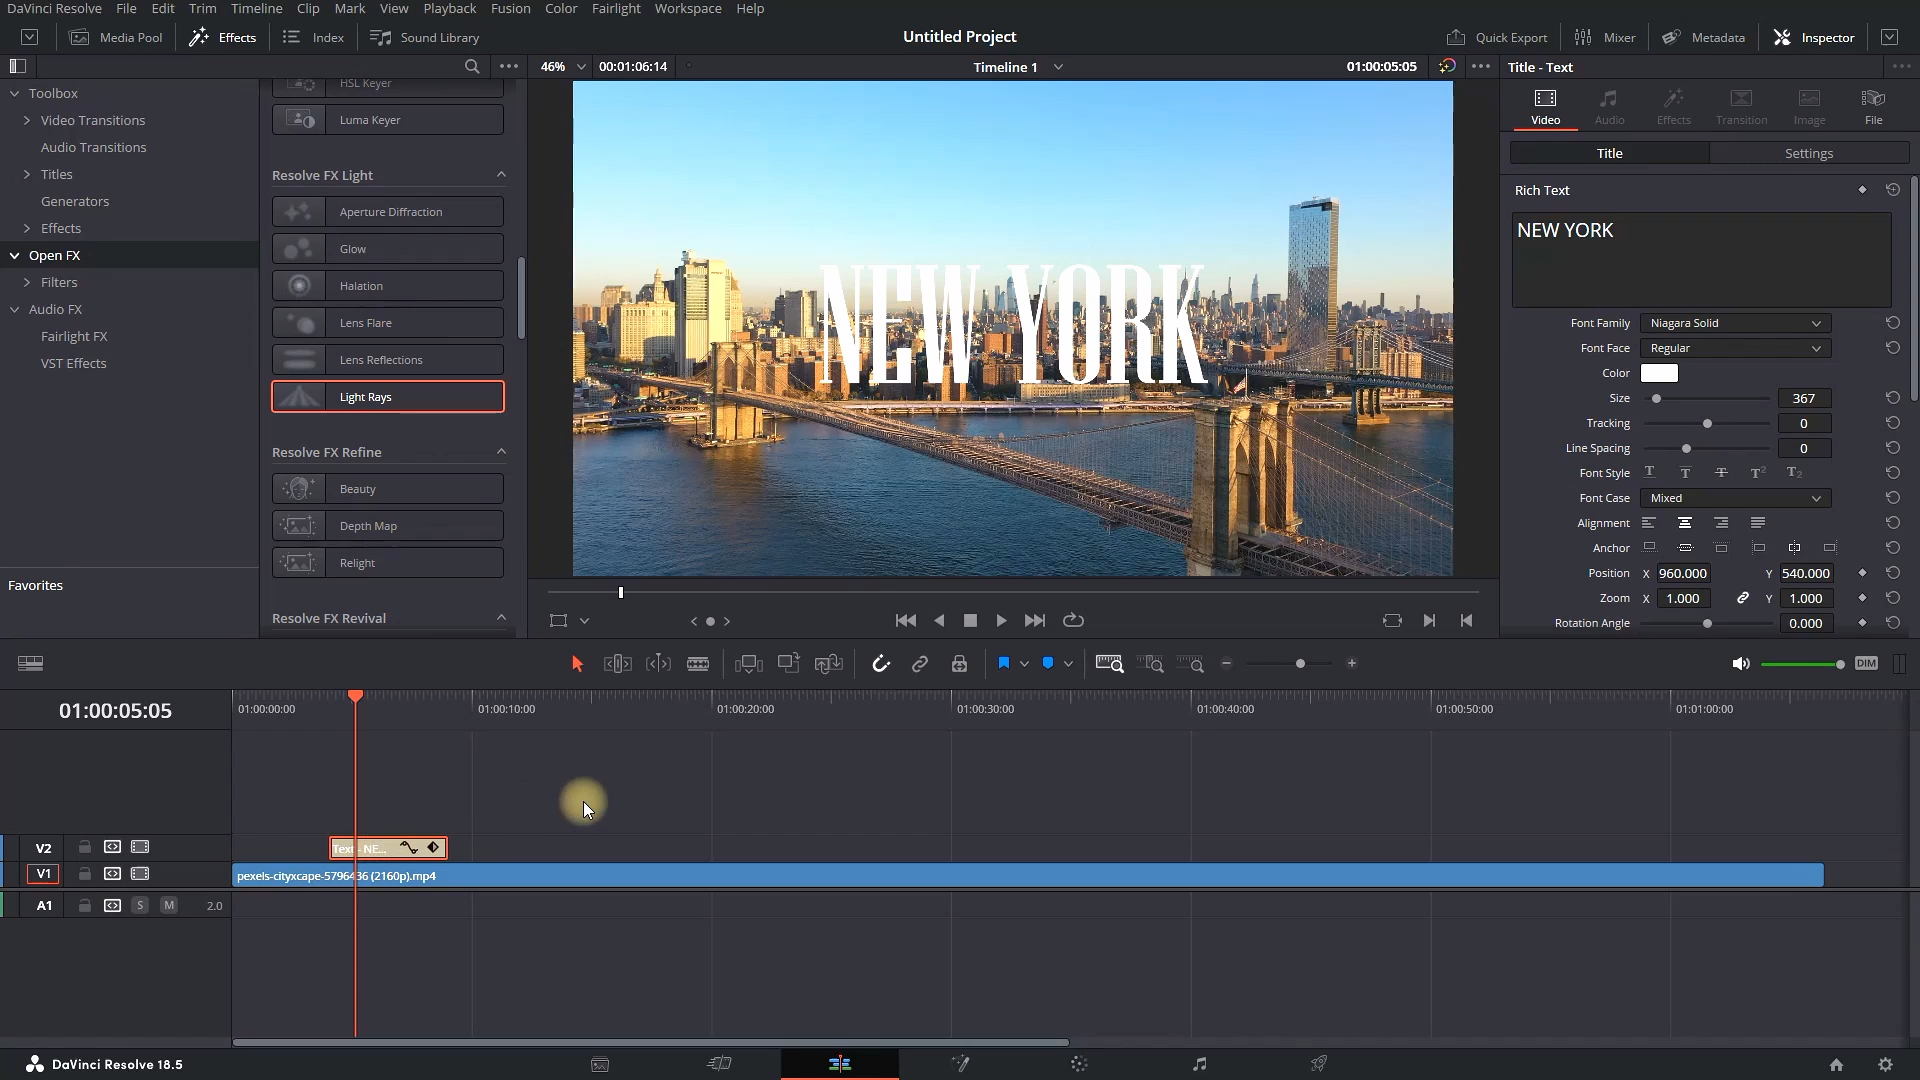 DaVinci Resolve File Edit Trim Timeline Clip Mark View Playback Fusion Color Fairlight Workspace Help
Media Pool Effects Index Sound Library Untitled Project Quick Export Mixer Metadata Inspector
46% 00:01:06:14 Timeline 1 01:00:05:05 Title - Text
Toolbox
Video Transitions
Audio Transitions
Titles
Generators
Effects
Open FX
Filters
Audio FX
Fairlight FX
VST Effects
Favorites
HSL Keyer
Luma Keyer
Resolve FX Light
Aperture Diffraction
Glow
Halation
Lens Flare
Lens Reflections
Light Rays
Resolve FX Refine
Beauty
Depth Map
Relight
Resolve FX Revival
NEW YORK
Video Audio Effects Transition Image File
Title Settings
Rich Text
NEW YORK
Font Family Niagara Solid
Font Face Regular
Color
Size 367
Tracking 0
Line Spacing 0
Font Style T T T T² T₂
Font Case Mixed
Alignment
Anchor
Position X 960.000 Y 540.000
Zoom X 1.000 Y 1.000
Rotation Angle 0.000
DIM
01:00:05:05 01:00:00:00 01:00:10:00 01:00:20:00 01:00:30:00 01:00:40:00 01:00:50:00 01:01:00:00
V2 Text - NE...
V1 pexels-cityxcape-5796436 (2160p).mp4
A1 S M 2.0
DaVinci Resolve 18.5